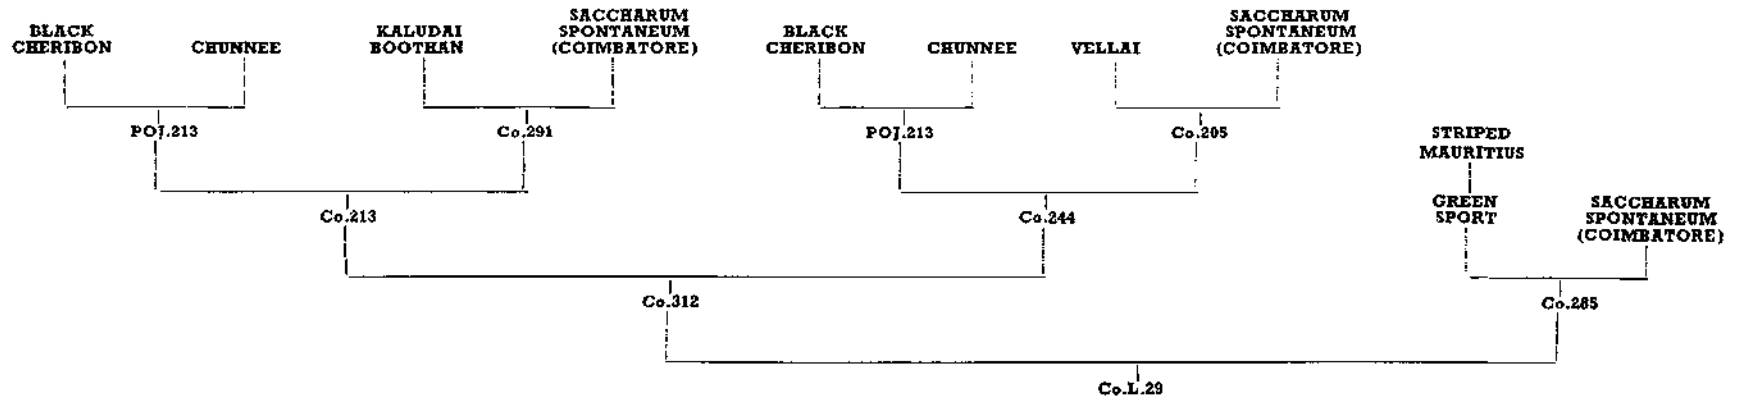 BLACK
CHERIBON
CHUNNEE
KALUDAI
BOOTHAN
SACCHARUM
SPONTANEUM
(COIMBATORE)
BLACK
CHERIBON
CHUNNEE
VELLAI
SACCHARUM
SPONTANEUM
(COIMBATORE)
POJ.213
Co.291
POJ.213
Co.205
STRIPED
MAURITIUS
Co.213
Co.244
GREEN
SPORT
SACCHARUM
SPONTANEUM
(COIMBATORE)
Co.312
Co.285
Co.L.29